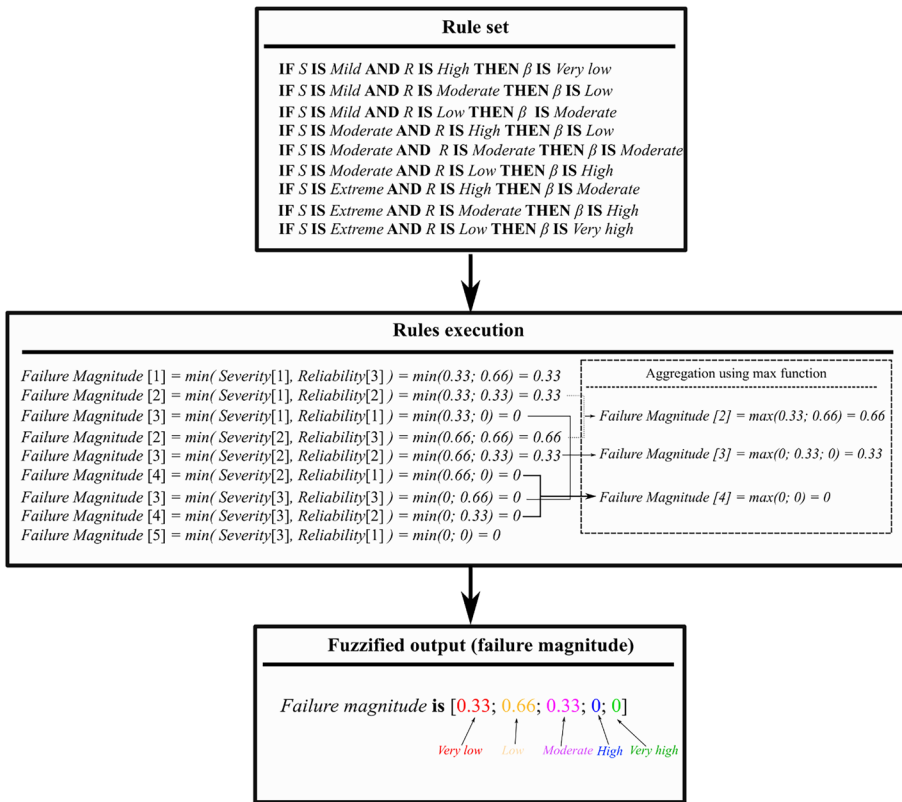 Rule set
IF S IS Mild AND R IS High THEN β IS Very low
IF S IS Mild AND R IS Moderate THEN β IS Low
IF S IS Mild AND R IS Low THEN β IS Moderate
IF S IS Moderate AND R IS High THEN β IS Low
IF S IS Moderate AND R IS Moderate THEN β IS Moderate
IF S IS Moderate AND R IS Low THEN β IS High
IF S IS Extreme AND R IS High THEN β IS Moderate
IF S IS Extreme AND R IS Moderate THEN β IS High
IF S IS Extreme AND R IS Low THEN β IS Very high
Rules execution
Failure Magnitude [1] = min( Severity[1], Reliability[3] ) = min(0.33; 0.66) = 0.33
Failure Magnitude [2] = min( Severity[1], Reliability[2] ) = min(0.33; 0.33) = 0.33
Failure Magnitude [3] = min( Severity[1], Reliability[1] ) = min(0.33; 0) = 0
Failure Magnitude [2] = min( Severity[2], Reliability[3] ) = min(0.66; 0.66) = 0.66
Failure Magnitude [3] = min( Severity[2], Reliability[2] ) = min(0.66; 0.33) = 0.33
Failure Magnitude [4] = min( Severity[2], Reliability[1] ) = min(0.66; 0) = 0
Failure Magnitude [3] = min( Severity[3], Reliability[3] ) = min(0; 0.66) = 0
Failure Magnitude [4] = min( Severity[3], Reliability[2] ) = min(0; 0.33) = 0
Failure Magnitude [5] = min( Severity[3], Reliability[1] ) = min(0; 0) = 0
Aggregation using max function
Failure Magnitude [2] = max(0.33; 0.66) = 0.66
Failure Magnitude [3] = max(0; 0.33; 0) = 0.33
Failure Magnitude [4] = max(0; 0) = 0
Fuzzified output (failure magnitude)
Failure magnitude is [0.33; 0.66; 0.33; 0; 0]
Very low Low Moderate High Very high